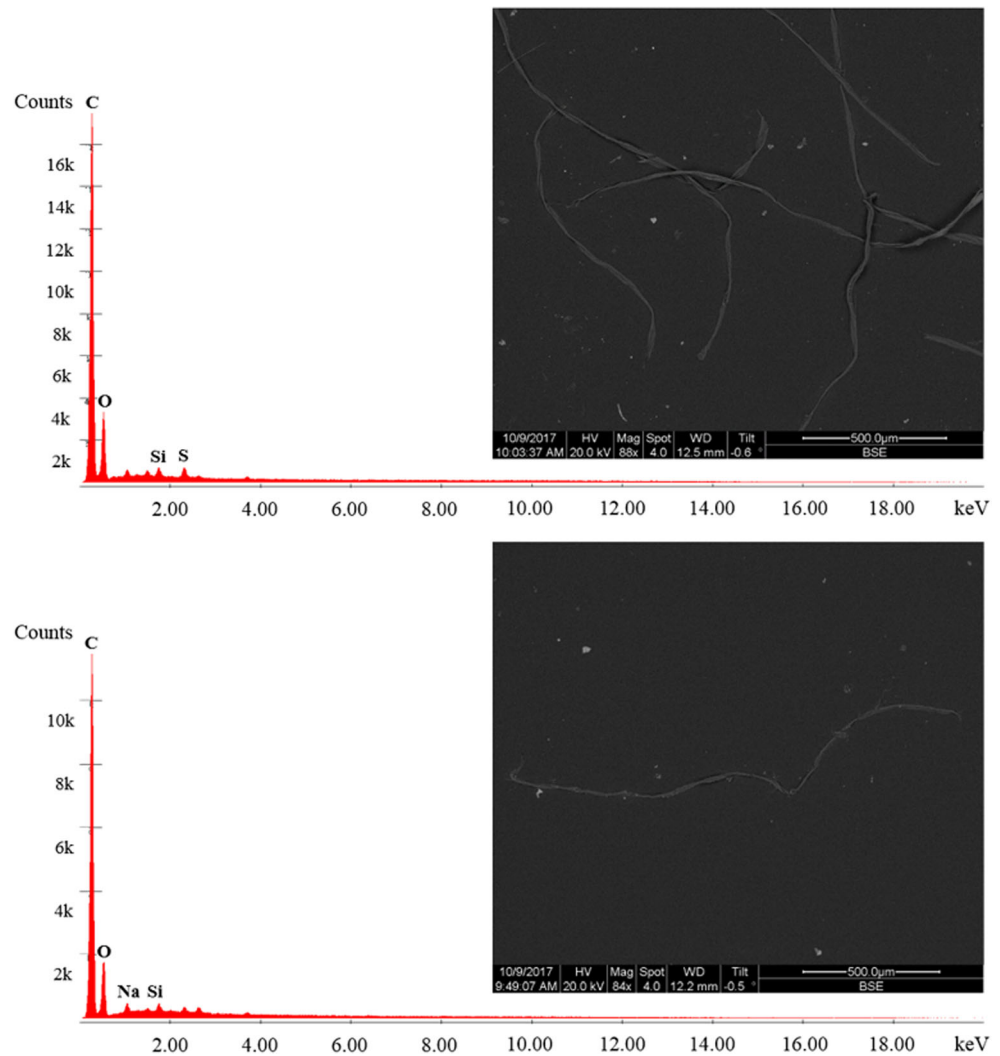 Counts C
16k
14k
12k
10k
8k
6k
O
4k
Si S
2k
2.00 4.00 6.00 8.00 10.00 12.00 14.00 16.00 18.00 keV
10/9/2017 HV Mag Spot WD Tilt 500.0µm
10:03:37 AM 20.0 kV 88x 4.0 12.5 mm -0.6 ° BSE
Counts
C
10k
8k
6k
4k
O
2k
Na Si
2.00 4.00 6.00 8.00 10.00 12.00 14.00 16.00 18.00 keV
10/9/2017 HV Mag Spot WD Tilt 500.0µm
9:49:07 AM 20.0 kV 84x 4.0 12.2 mm -0.5 ° BSE